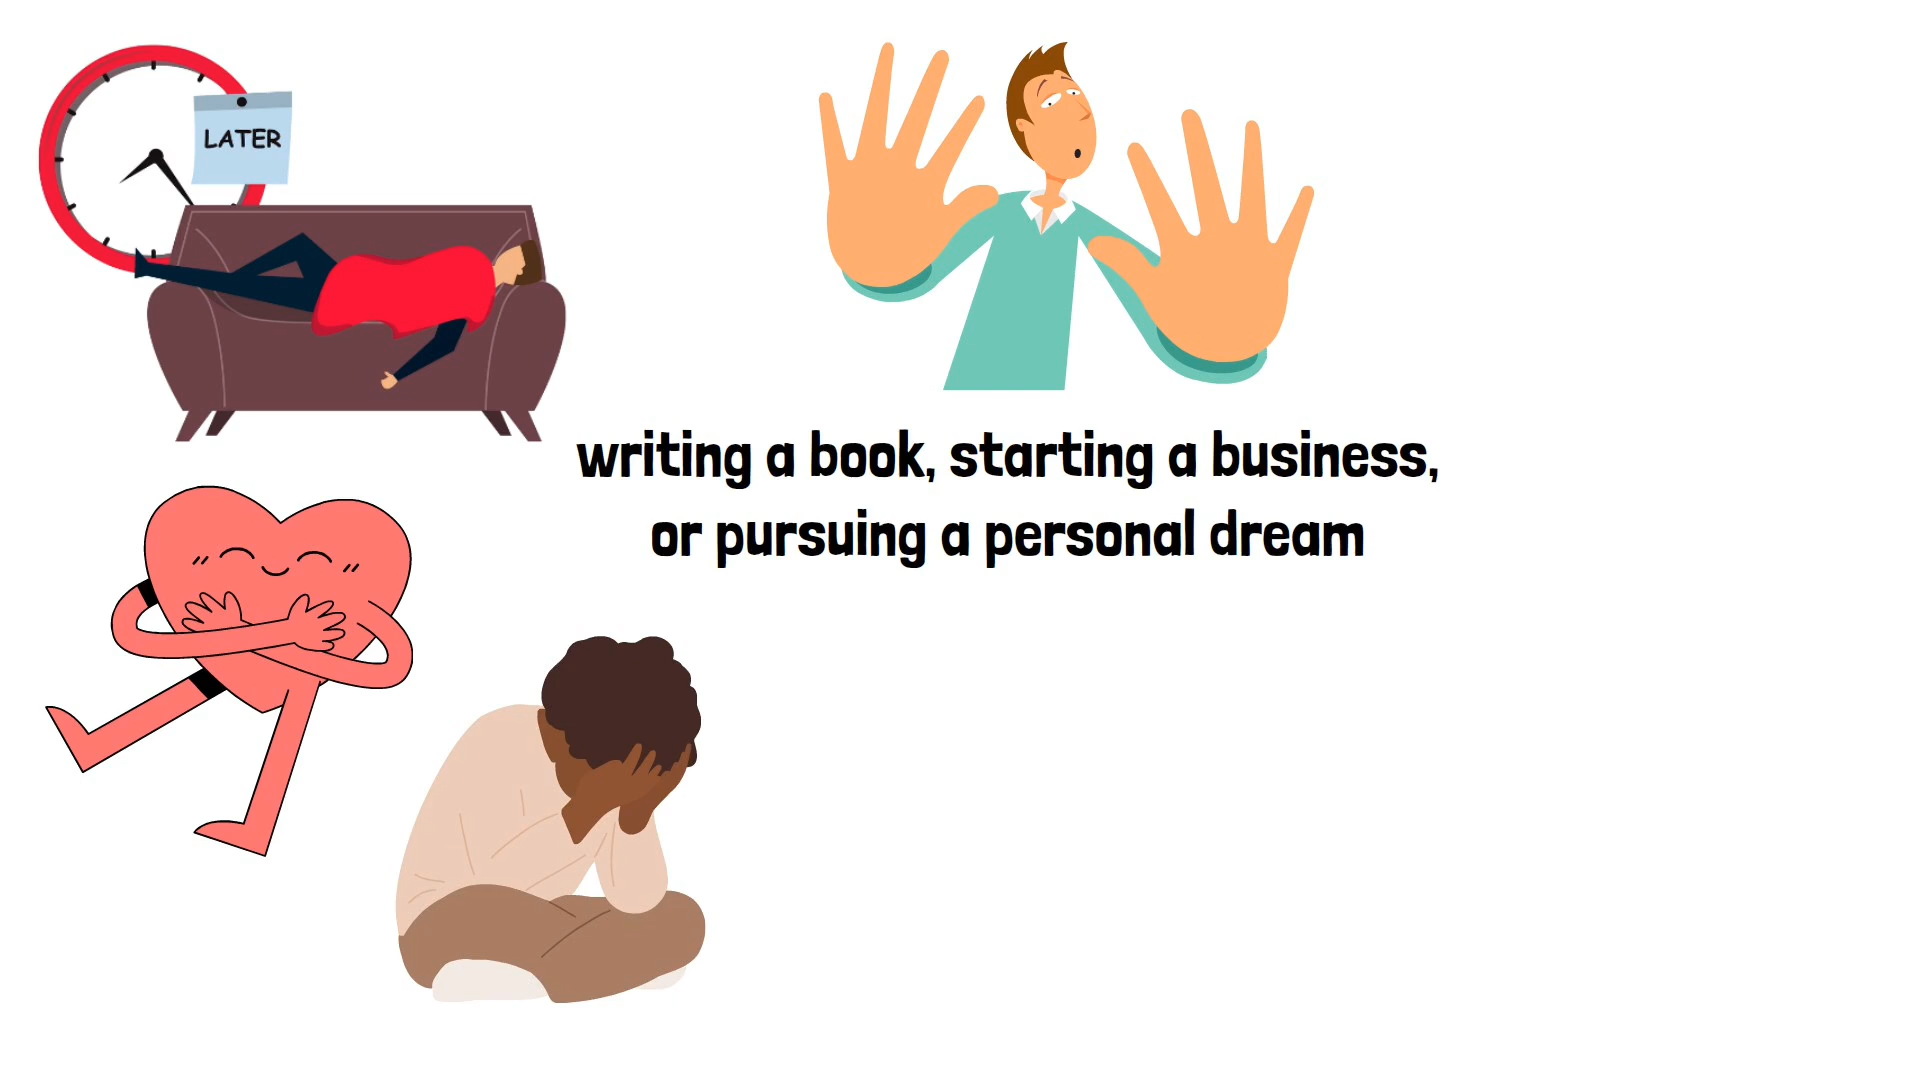 LATER
writing a book, starting a business,
or pursuing a personal dream